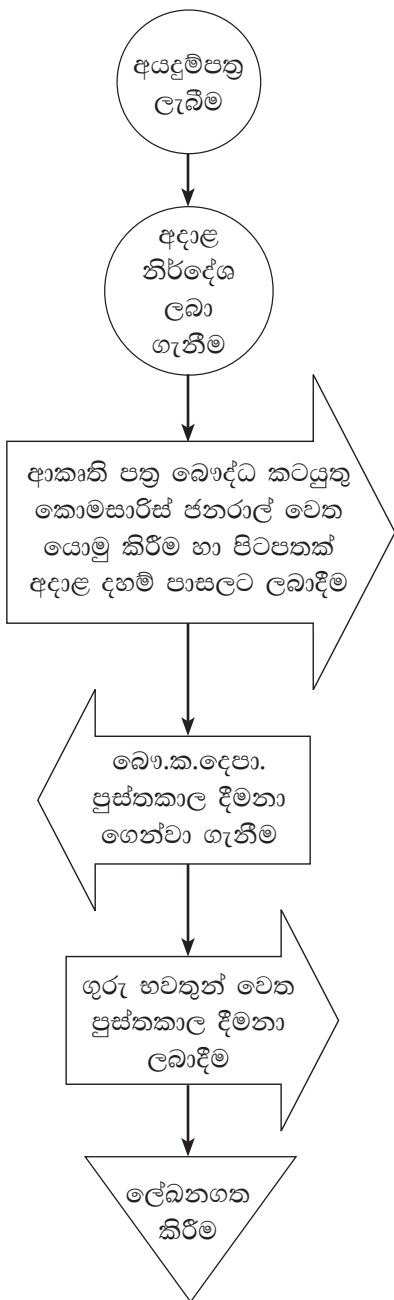 අයදුම්පත්‍ර
ලැබීම
අදාළ
නිර්දේශ
ලබා
ගැනීම
ආකෘති පත්‍ර බෞද්ධ කටයුතු
කොමසාරිස් ජනරාල් වෙත
යොමු කිරීම හා පිටපතක්
අදාළ දහම් පාසලට ලබාදීම
බෞ.ක.දෙපා.
පුස්තකාල දීමනා
ගෙන්වා ගැනීම
ගුරු භවතුන් වෙත
පුස්තකාල දීමනා
ලබාදීම
ලේඛනගත
කිරීම